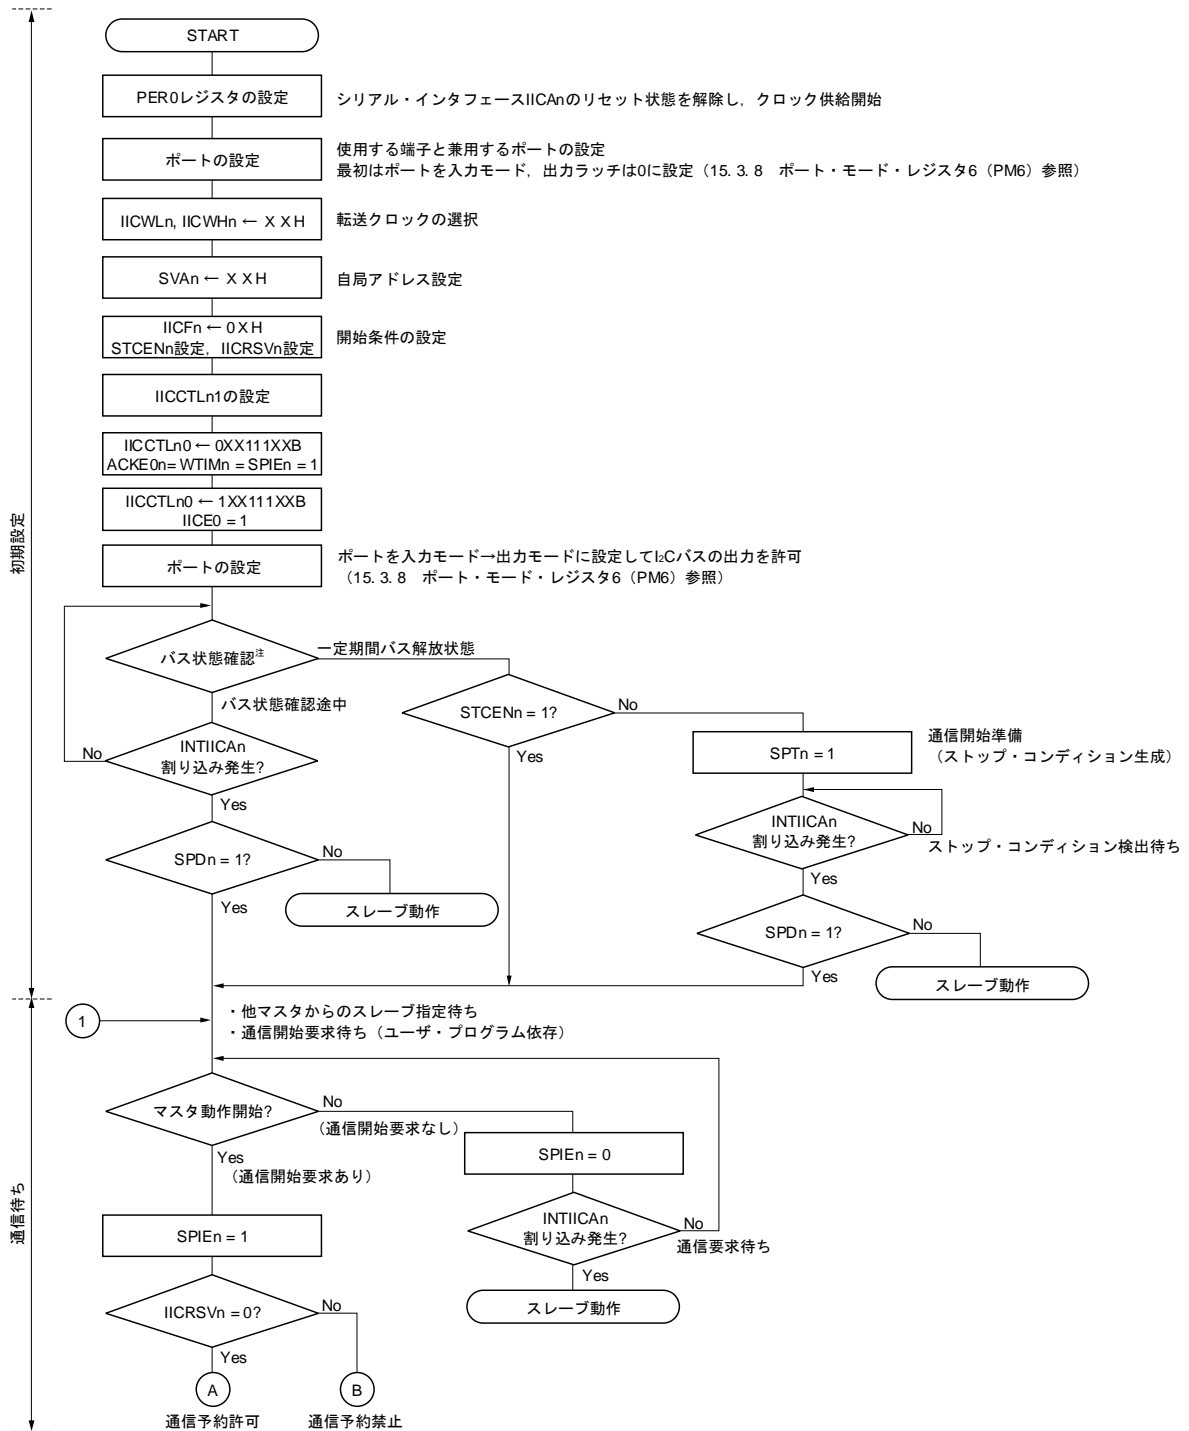 START
PER0レジスタの設定
シリアル・インタフェースIICAnのリセット状態を解除し，クロック供給開始
ポートの設定
使用する端子と兼用するポートの設定
最初はポートを入力モード，出力ラッチは0に設定（15. 3. 8　ポート・モード・レジスタ6（PM6）参照）
IICWLn, IICWHn ← X X H
転送クロックの選択
SVAn ← X X H
自局アドレス設定
IICFn ← 0 X H
STCENn設定，IICRSVn設定
開始条件の設定
IICCTLn1の設定
IICCTLn0 ← 0XX111XXB
ACKE0n= WTIMn = SPIEn = 1
IICCTLn0 ← 1XX111XXB
IICE0 = 1
初期設定
ポートの設定
ポートを入力モード→出力モードに設定してI2Cバスの出力を許可
（15. 3. 8　ポート・モード・レジスタ6（PM6）参照）
バス状態確認注
一定期間バス解放状態
バス状態確認途中
STCENn = 1?
No
Yes
SPTn = 1
通信開始準備
（ストップ・コンディション生成）
No
INTIICAn
割り込み発生?
Yes
INTIICAn
割り込み発生?
No
ストップ・コンディション検出待ち
Yes
SPDn = 1?
No
Yes
スレーブ動作
SPDn = 1?
No
Yes
スレーブ動作
1
・他マスタからのスレーブ指定待ち
・通信開始要求待ち（ユーザ・プログラム依存）
マスタ動作開始?
No
（通信開始要求なし）
Yes
（通信開始要求あり）
SPIEn = 0
通信待ち
SPIEn = 1
INTIICAn
割り込み発生?
No
通信要求待ち
Yes
スレーブ動作
IICRSVn = 0?
No
Yes
A
B
通信予約許可
通信予約禁止